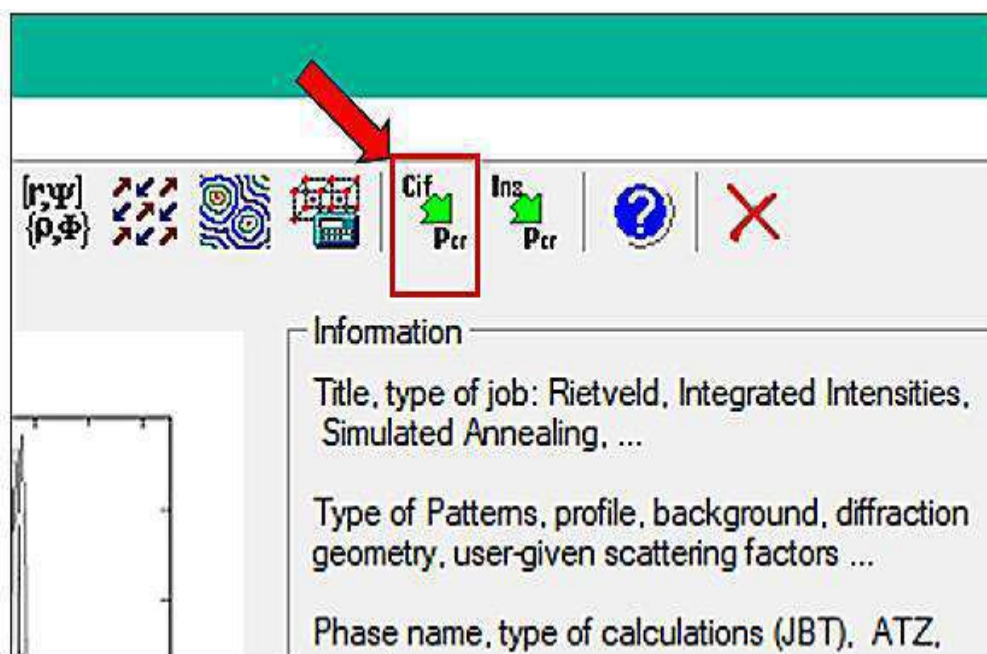 [r,Ψ]
{ρ,Φ}
Cif
Pcr
Ins
Pcr
?
Information
Title, type of job: Rietveld, Integrated Intensities,
Simulated Annealing, ...
Type of Patterns, profile, background, diffraction
geometry, user-given scattering factors ...
Phase name, type of calculations (JBT), ATZ,